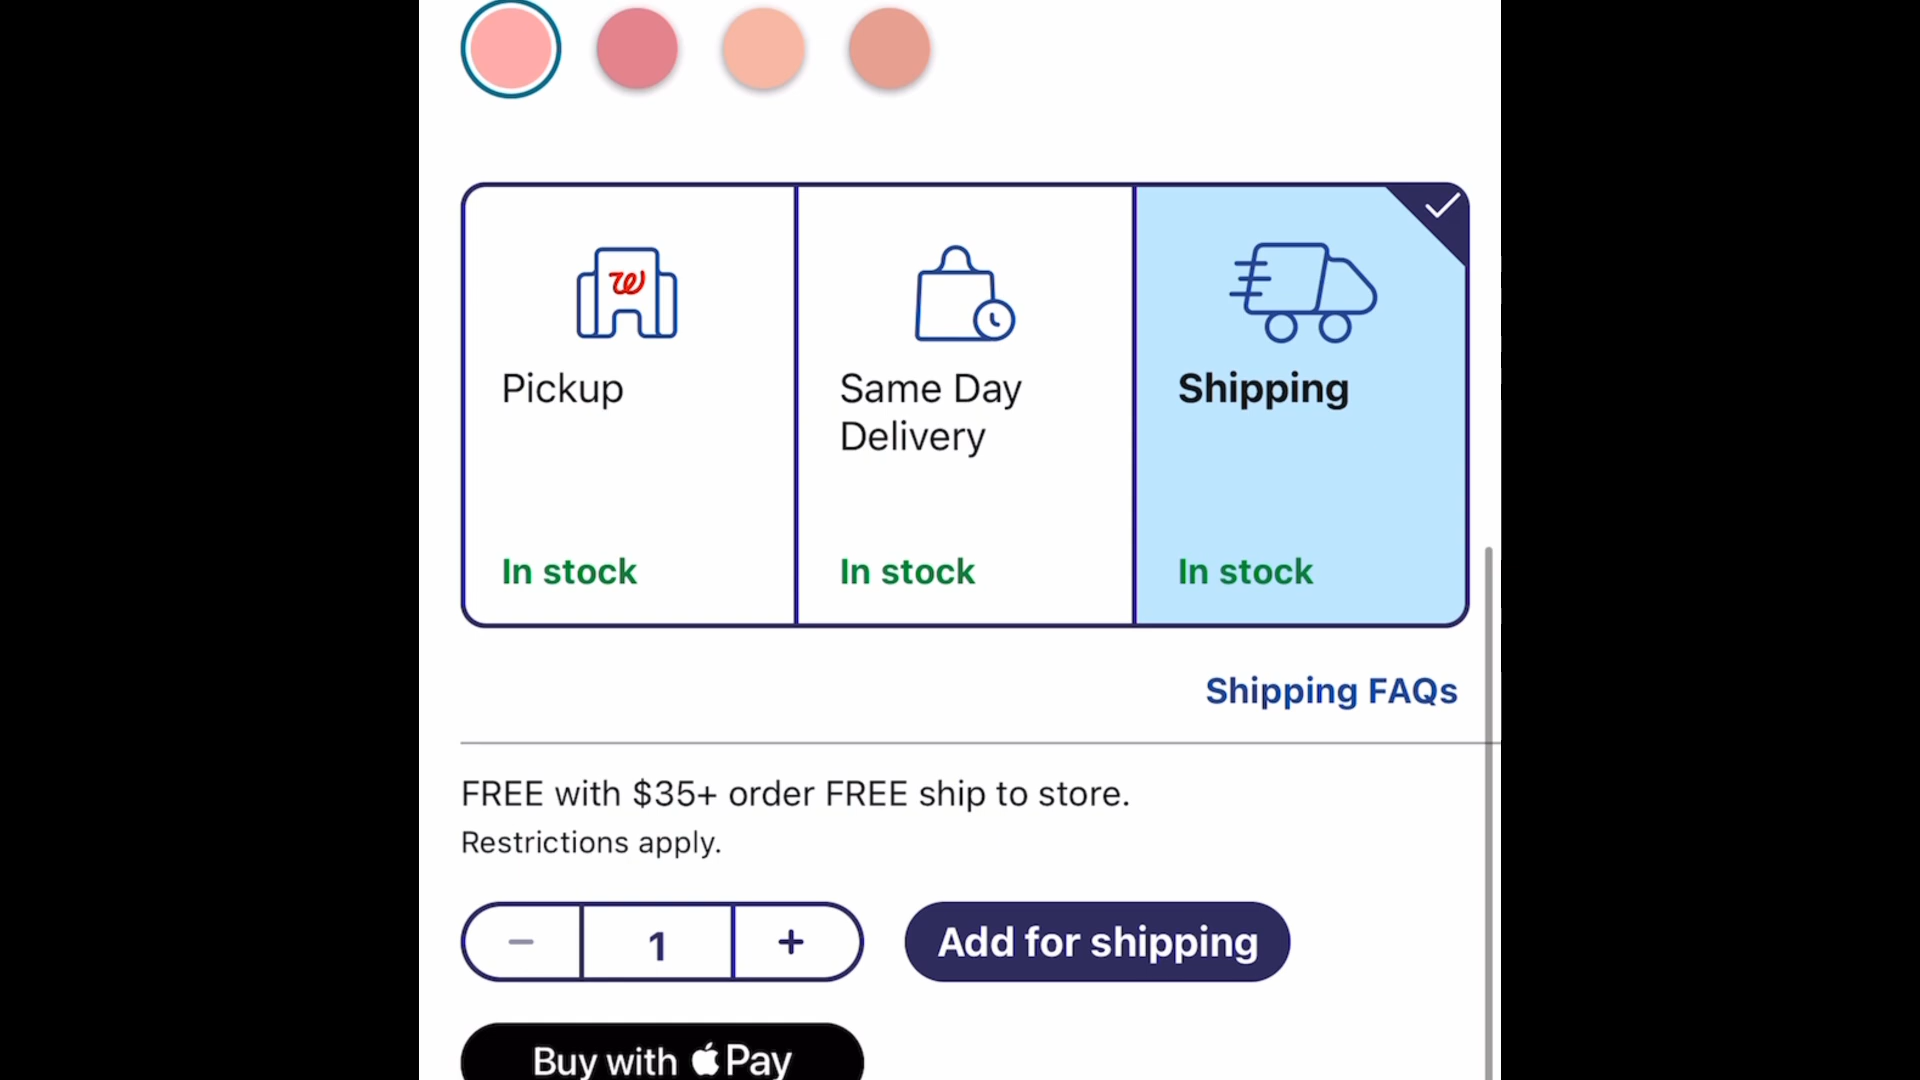 Pickup
Same Day
Delivery
Shipping
In stock
In stock
In stock
Shipping FAQs
FREE with $35+ order FREE ship to store.
Restrictions apply.
1
Add for shipping
Buy with Pay